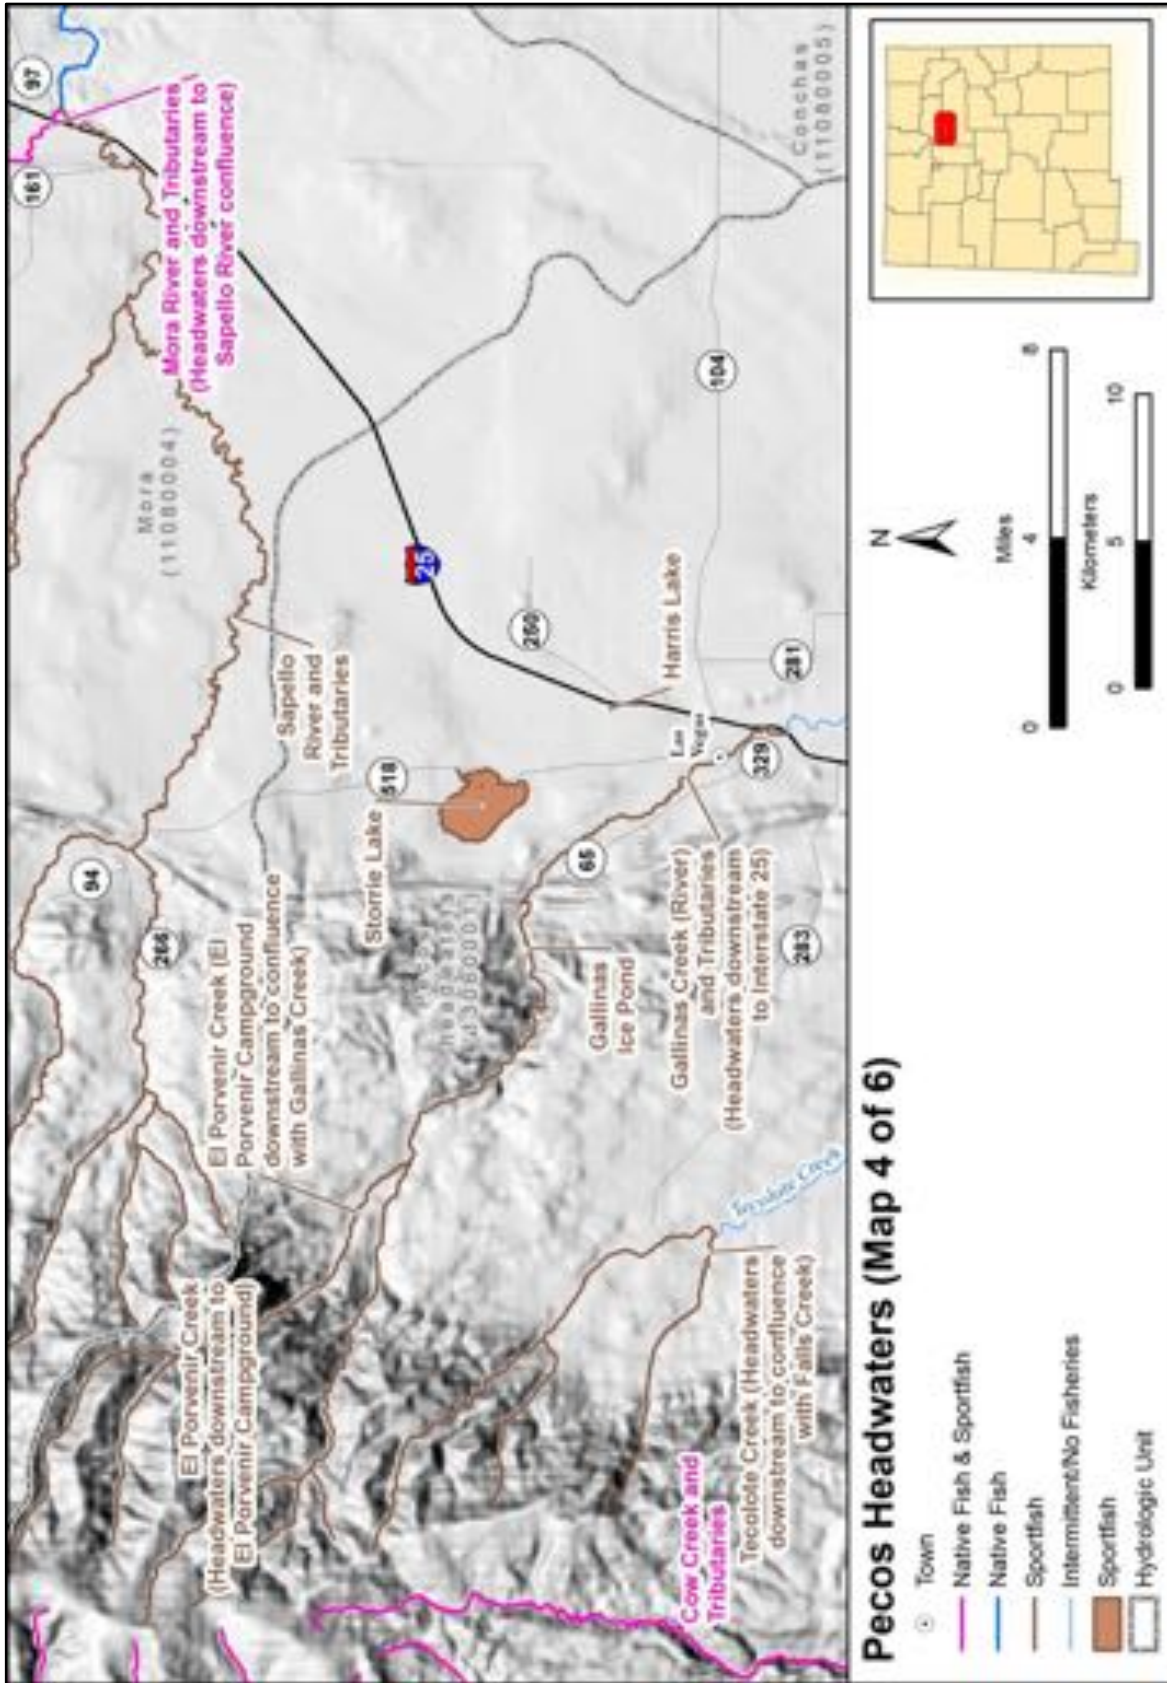 97
161
Mora River and Tributaries
(Headwaters downstream to
Sapello River confluence)
Mora
(11080004)
Conchas
(11080005)
104
25
250
Harris Lake
281
Sapello
River and
Tributaries
518
Storrie Lake
Las
Vegas
329
65
94
266
283
El Porvenir Creek (El
Porvenir Campground
downstream to confluence
with Gallinas Creek)
Headwaters
Gallinas
Ice Pond
Gallinas Creek (River)
and Tributaries
(Headwaters downstream
to Interstate 25)
El Porvenir Creek
(Headwaters downstream to
El Porvenir Campground)
Tecolote Creek
Tecolote Creek (Headwaters
downstream to confluence
with Falls Creek)
Cow Creek and
Tributaries
Pecos Headwaters (Map 4 of 6)
Town
Native Fish & Sportfish
Native Fish
Sportfish
Intermittent/No Fisheries
Sportfish
Hydrologic Unit
N
Miles
0 4 8
Kilometers
0 5 10